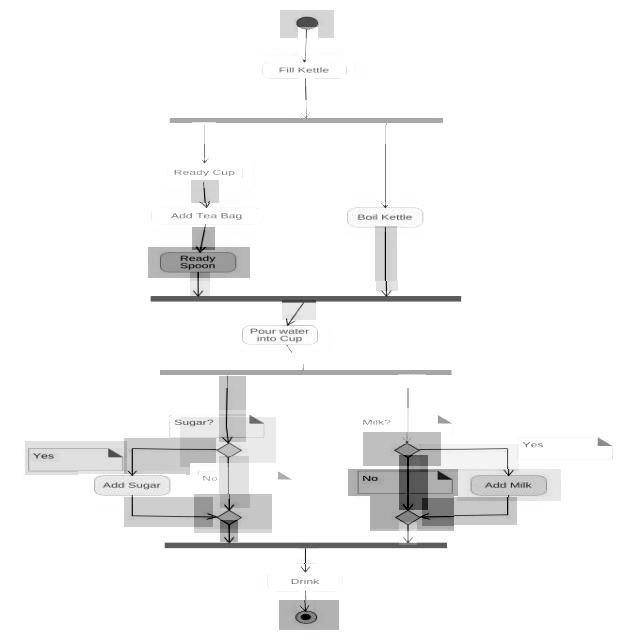 Fill Kettle
Ready Cup
Add Tea Bag
Boil Kettle
Ready
Spoon
Pour water
into Cup
Sugar?
Milk?
Yes
Yes
No
No
Add Sugar
Add Milk
Drink